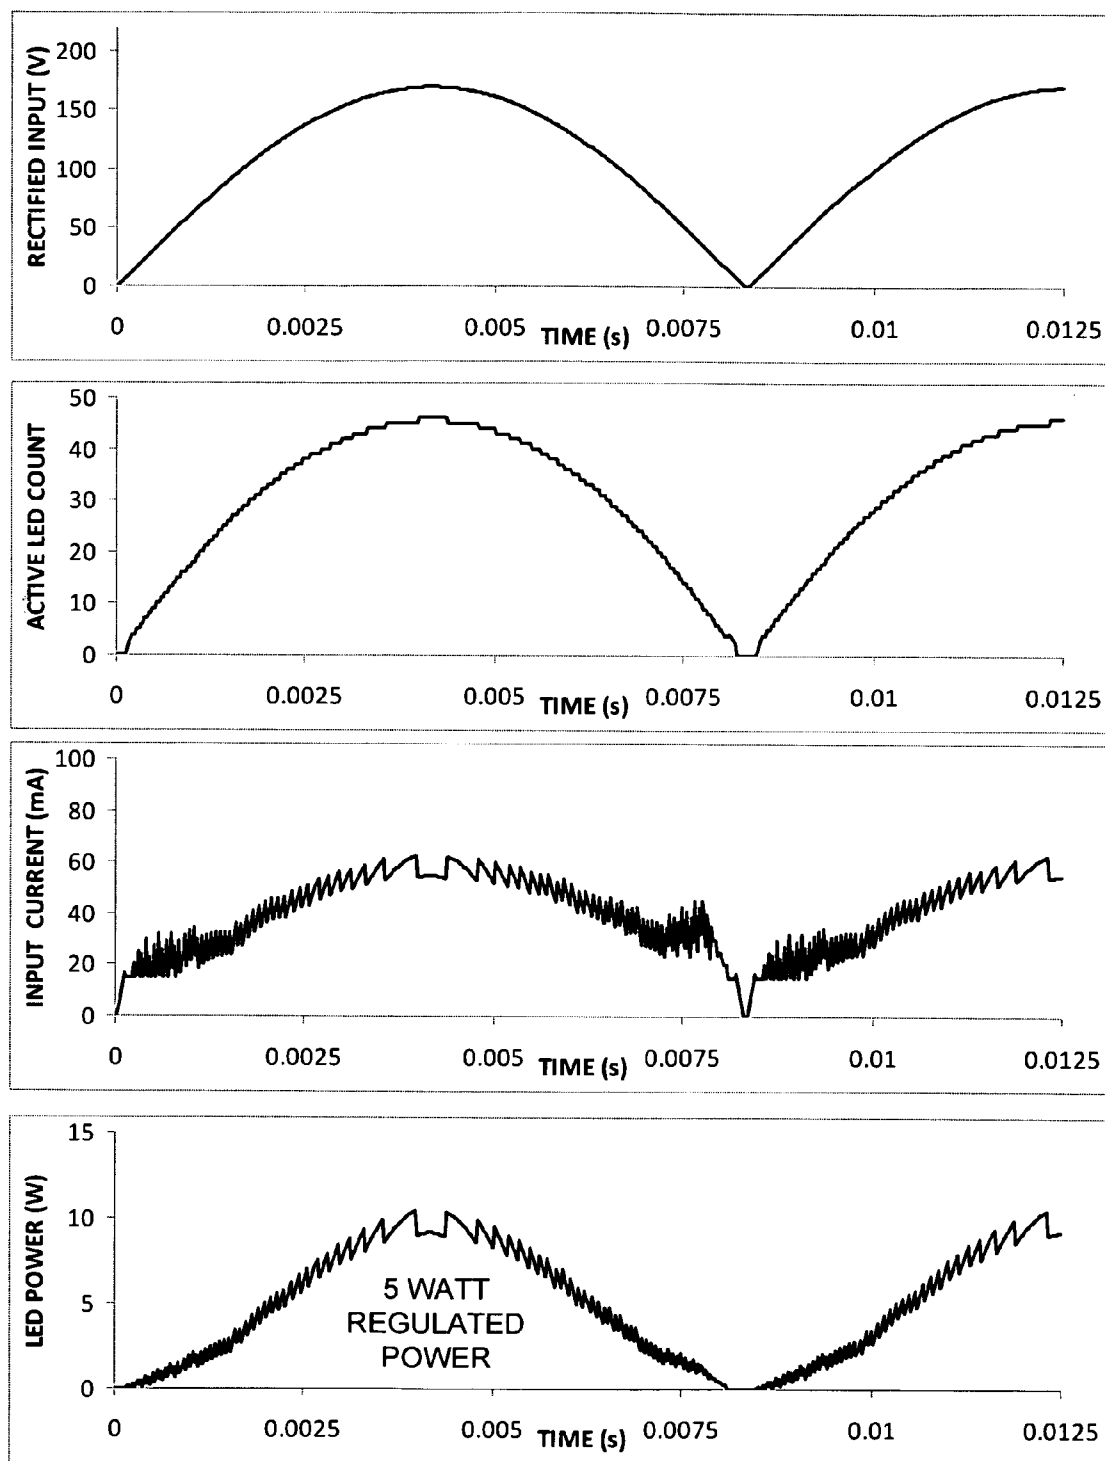 RECTIFIED INPUT (V)
200
150
100
50
0
0 0.0025 0.005 0.0075 0.01 0.0125
TIME (s)
ACTIVE LED COUNT
50
40
30
20
10
0
0 0.0025 0.005 0.0075 0.01 0.0125
TIME (s)
INPUT CURRENT (mA)
100
80
60
40
20
0
0 0.0025 0.005 0.0075 0.01 0.0125
TIME (s)
LED POWER (W)
15
10
5
0
5 WATT
REGULATED
POWER
0 0.0025 0.005 0.0075 0.01 0.0125
TIME (s)